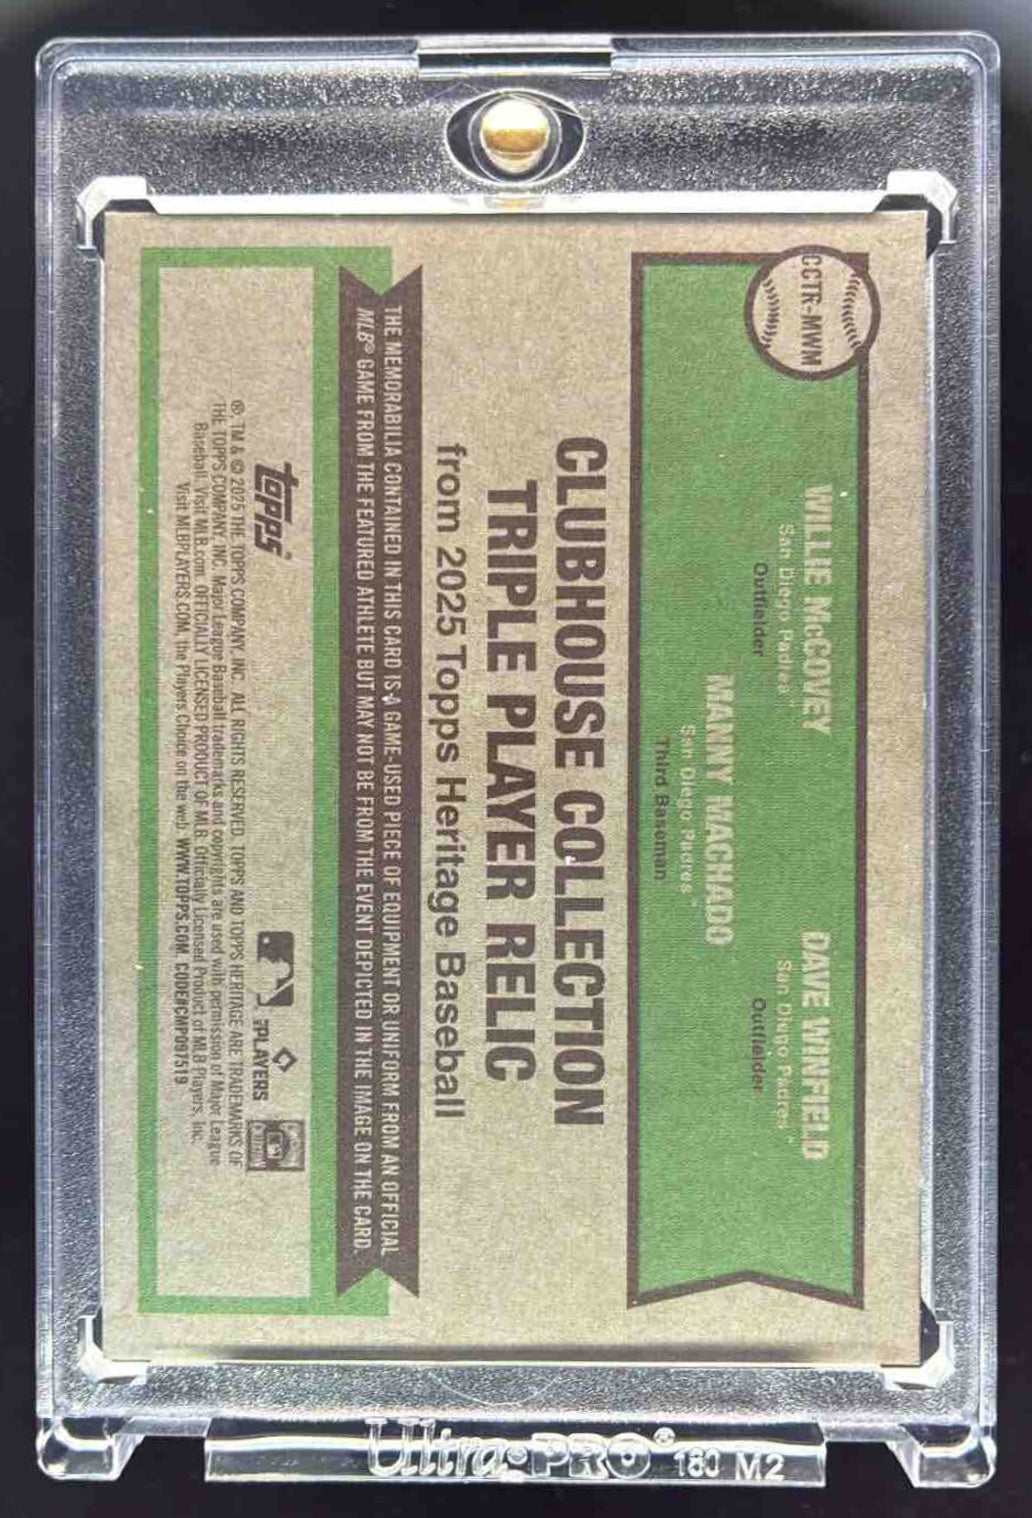 CCTR-MWM
WILLIE McCOVEY
San Diego Padres™
Outfielder
DAVE WINFIELD
San Diego Padres™
Outfielder
MANNY MACHADO
San Diego Padres™
Third Baseman
CLUBHOUSE COLLECTION
TRIPLE PLAYER RELIC
from 2025 Topps Heritage Baseball
THE MEMORABILIA CONTAINED IN THIS CARD IS A GAME-USED PIECE OF EQUIPMENT OR UNIFORM FROM AN OFFICIAL
MLB® GAME FROM THE FEATURED ATHLETE BUT MAY NOT BE FROM THE EVENT DEPICTED IN THE IMAGE ON THE CARD.
topps®
MLB PLAYERS
®, TM & © 2025 THE TOPPS COMPANY, INC. ALL RIGHTS RESERVED. TOPPS AND TOPPS HERITAGE ARE TRADEMARKS OF
THE TOPPS COMPANY, INC. Major League Baseball trademarks and copyrights are used with permission of Major League
Baseball. Visit MLB.com. OFFICIALLY LICENSED PRODUCT OF MLB. Officially Licensed Product of MLB Players, Inc.
Visit MLBPLAYERS.COM, the Players Choice on the web. WWW.TOPPS.COM CODE#CMP097519
Ultra•PRO® 180 M2